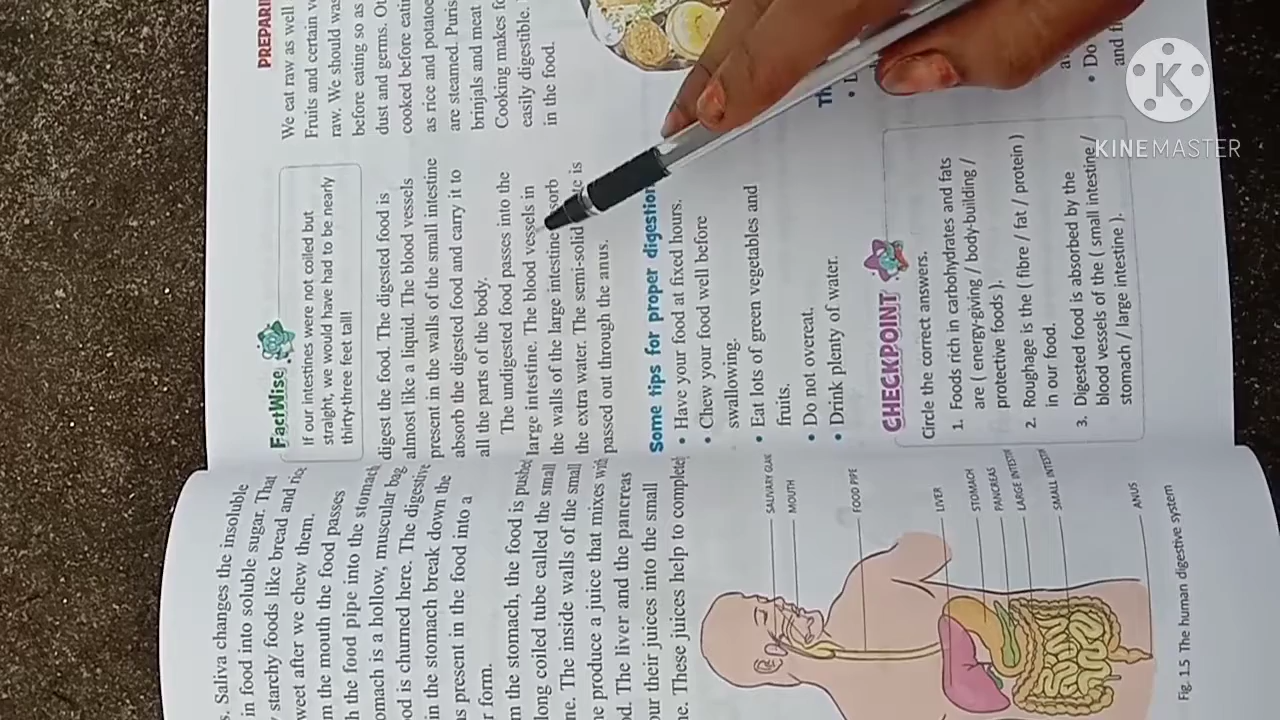 s. Saliva changes the insoluble
in food into soluble sugar. That
starchy foods like bread and rice
weet after we chew them.
m the mouth the food passes
h the food pipe into the stomach
omach is a hollow, muscular bag
od is churned here. The digestive
in the stomach break down the
ns present in the food into a
r form.
m the stomach, the food is pushed
long coiled tube called the small
ne. The inside walls of the small
ne produce a juice that mixes with
od. The liver and the pancreas
our their juices into the small
ne. These juices help to complete
SALIVARY GLAND
MOUTH
FOOD PIPE
LIVER
STOMACH
PANCREAS
LARGE INTESTIN
SMALL INTESTIN
ANUS
Fig. 1.5 The human digestive system
FactWise
If our intestines were not coiled but
straight, we would have had to be nearly
thirty-three feet tall!
digest the food. The digested food is
almost like a liquid. The blood vessels
present in the walls of the small intestine
absorb the digested food and carry it to
all the parts of the body.
The undigested food passes into the
large intestine. The blood vessels in
the walls of the large intestine sorb
the extra water. The semi-solid te is
passed out through the anus.
Some tips for proper digestion
• Have your food at fixed hours.
• Chew your food well before
swallowing.
• Eat lots of green vegetables and
fruits.
• Do not overeat.
• Drink plenty of water.
CHECKPOINT
Circle the correct answers.
1. Foods rich in carbohydrates and fats
are ( energy-giving / body-building /
protective foods ).
2. Roughage is the ( fibre / fat / protein )
in our food.
3. Digested food is absorbed by the
blood vessels of the ( small intestine /
stomach / large intestine ).
PREPARI
We eat raw as well
Fruits and certain v
raw. We should was
before eating so as
dust and germs. Ot
cooked before eatin
as rice and potatoe
are steamed. Puris
brinjals and meat
Cooking makes fo
easily digestible.
in the food.
Th
• Do
and f
K
KINEMASTER